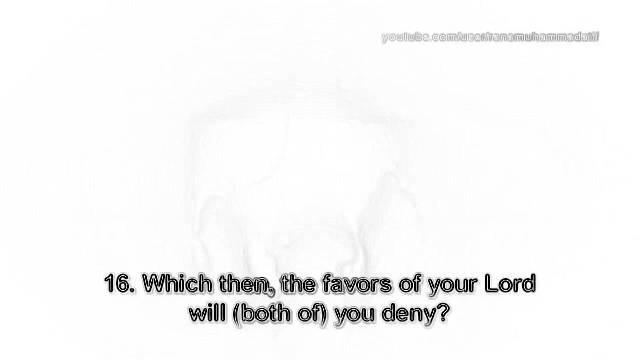 16. Which then, the favors of your Lord
will (both of) you deny?